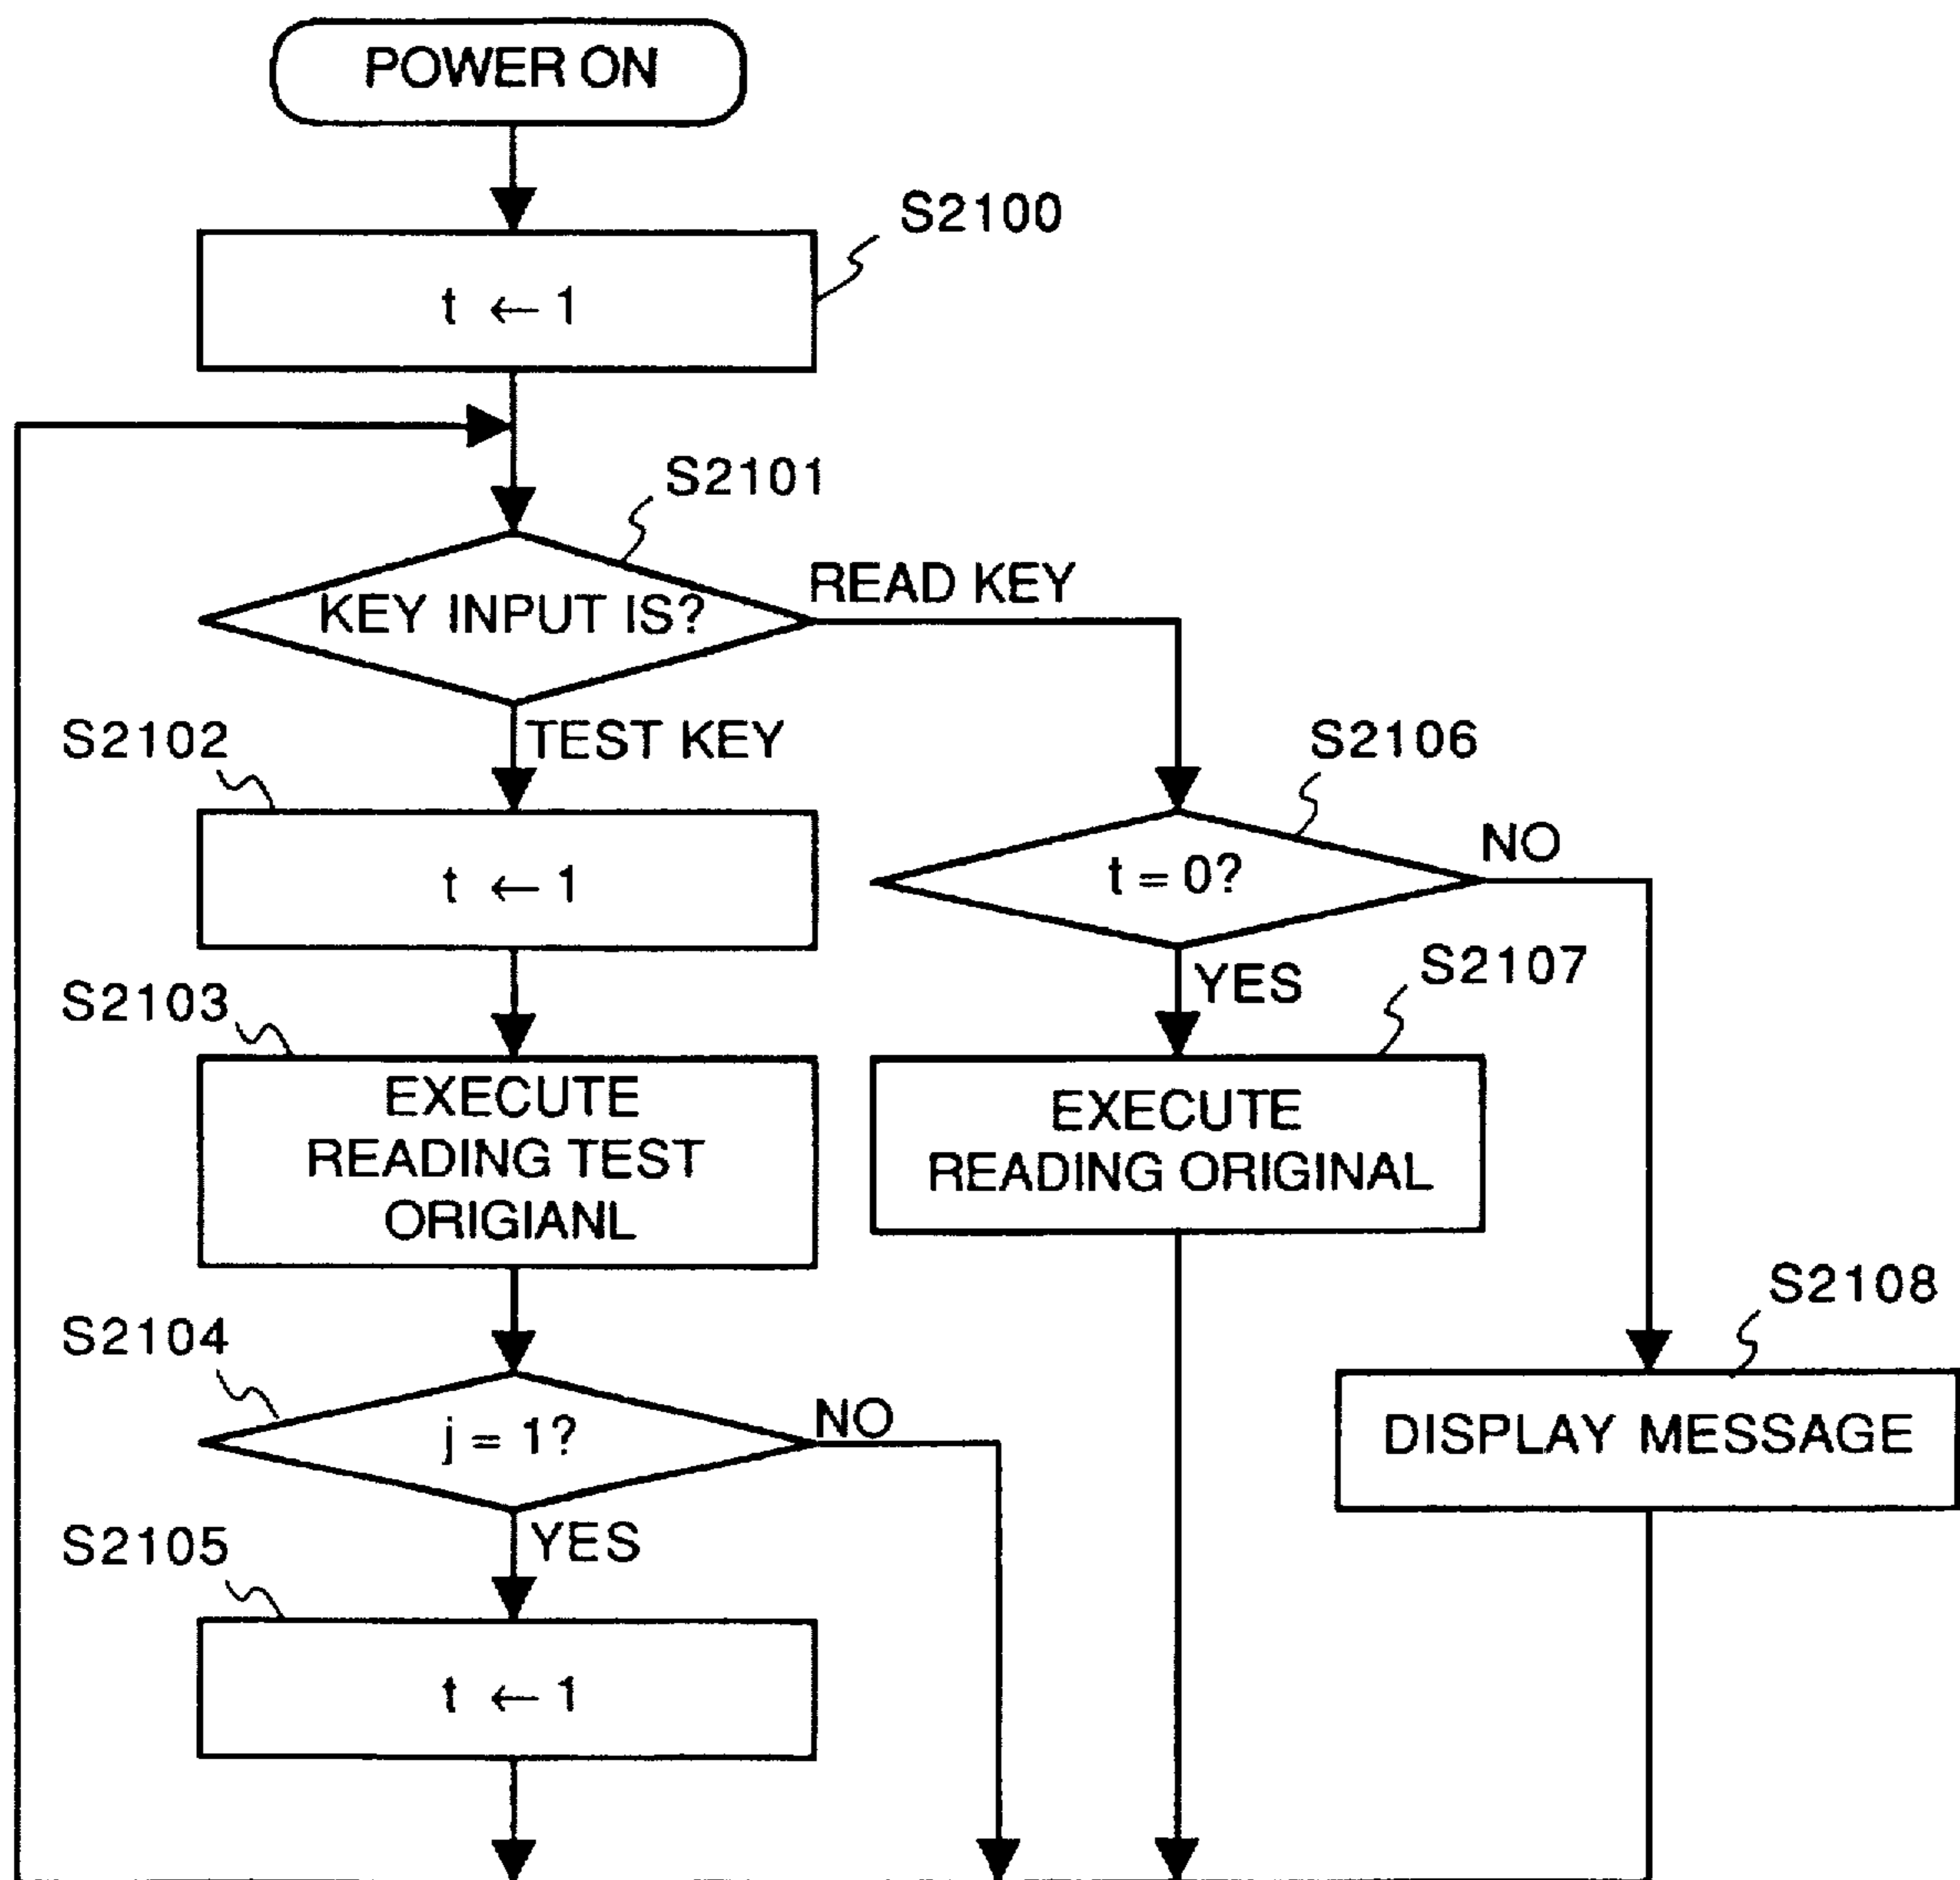 POWER ON
S2100
t ← 1
S2101
KEY INPUT IS?
READ KEY
TEST KEY
S2102
t ← 1
S2106
t = 0?
NO
YES
S2103
EXECUTE
READING TEST
ORIGIANL
S2107
EXECUTE
READING ORIGINAL
S2108
DISPLAY MESSAGE
S2104
j = 1?
NO
YES
S2105
t ← 1